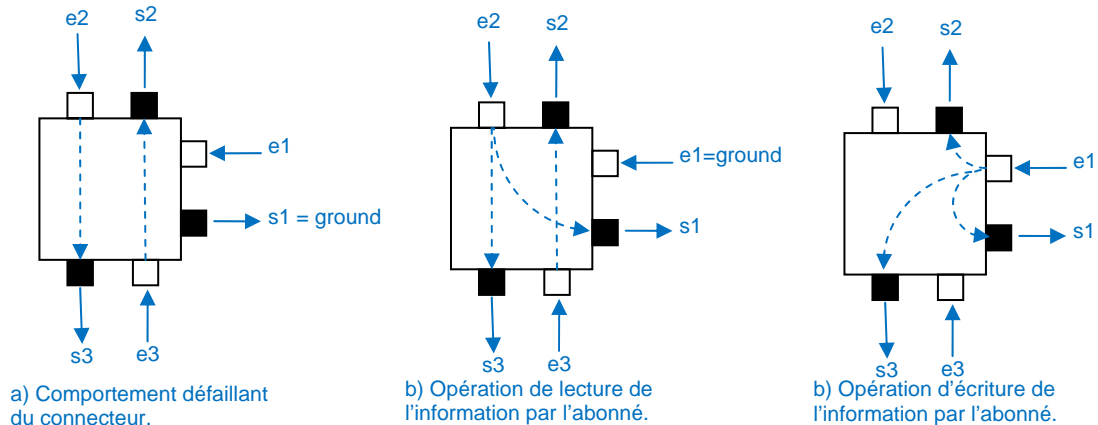 e2
s2
e1
s1 = ground
s3
e3
a) Comportement défaillant
du connecteur.
e2
s2
e1=ground
s1
s3
e3
b) Opération de lecture de
l'information par l'abonné.
e2
s2
e1
s1
s3
e3
b) Opération d'écriture de
l'information par l'abonné.